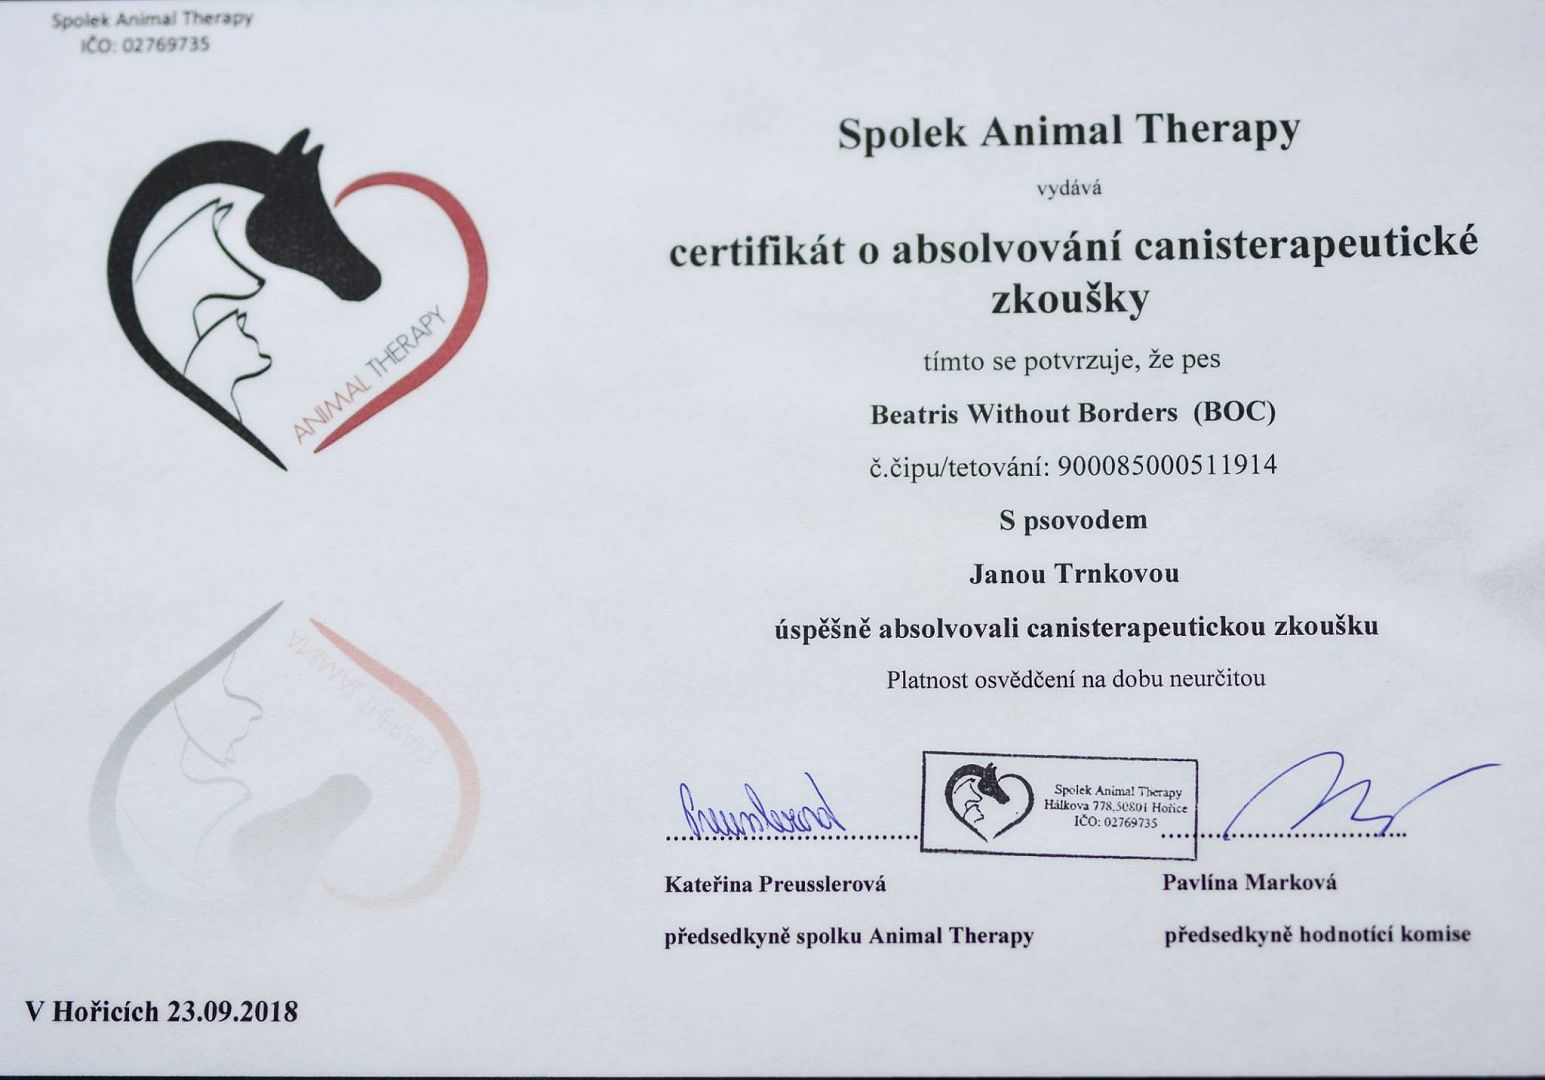 Spolek Animal Therapy
IČO: 02769735
ANIMAL THERAPY
Spolek Animal Therapy
vydává
certifikát o absolvování canisterapeutické
zkoušky
tímto se potvrzuje, že pes
Beatris Without Borders (BOC)
č.čipu/tetování: 900085000511914
S psovodem
Janou Trnkovou
úspěšně absolvovali canisterapeutickou zkoušku
Platnost osvědčení na dobu neurčitou
ANIMAL THERAPY
Preusslerová
Spolek Animal Therapy
Hálkova 778,50801 Hořice
IČO: 02769735
Kateřina Preusslerová
Pavlína Marková
předsedkyně spolku Animal Therapy
předsedkyně hodnotící komise
V Hořicích 23.09.2018